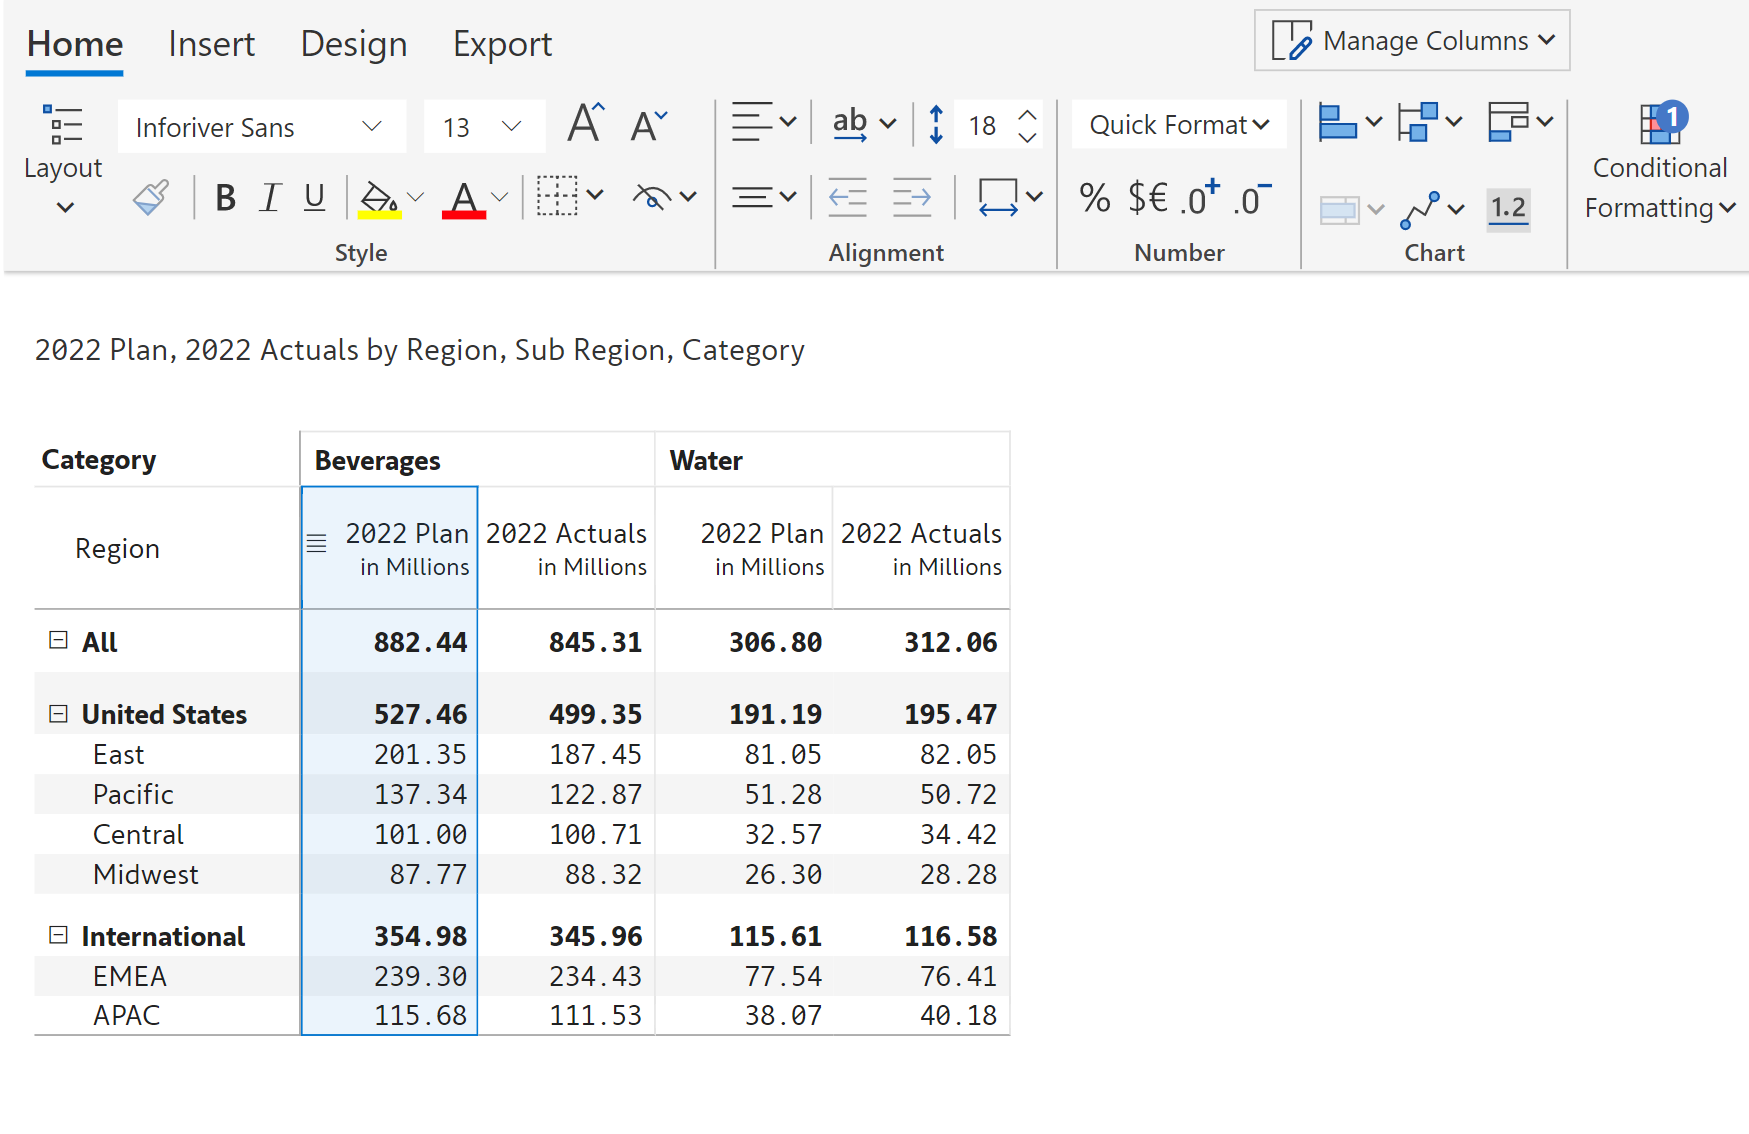 Home Insert Design Export Manage Columns
Inforiver Sans 13 A A ab 18 Quick Format 1
Layout Conditional
B I U A % $€ .0+ .0- 1.2 Formatting
Style Alignment Number Chart
2022 Plan, 2022 Actuals by Region, Sub Region, Category
Category Beverages Water
Region 2022 Plan 2022 Actuals 2022 Plan 2022 Actuals
in Millions in Millions in Millions in Millions
All 882.44 845.31 306.80 312.06
United States 527.46 499.35 191.19 195.47
East 201.35 187.45 81.05 82.05
Pacific 137.34 122.87 51.28 50.72
Central 101.00 100.71 32.57 34.42
Midwest 87.77 88.32 26.30 28.28
International 354.98 345.96 115.61 116.58
EMEA 239.30 234.43 77.54 76.41
APAC 115.68 111.53 38.07 40.18